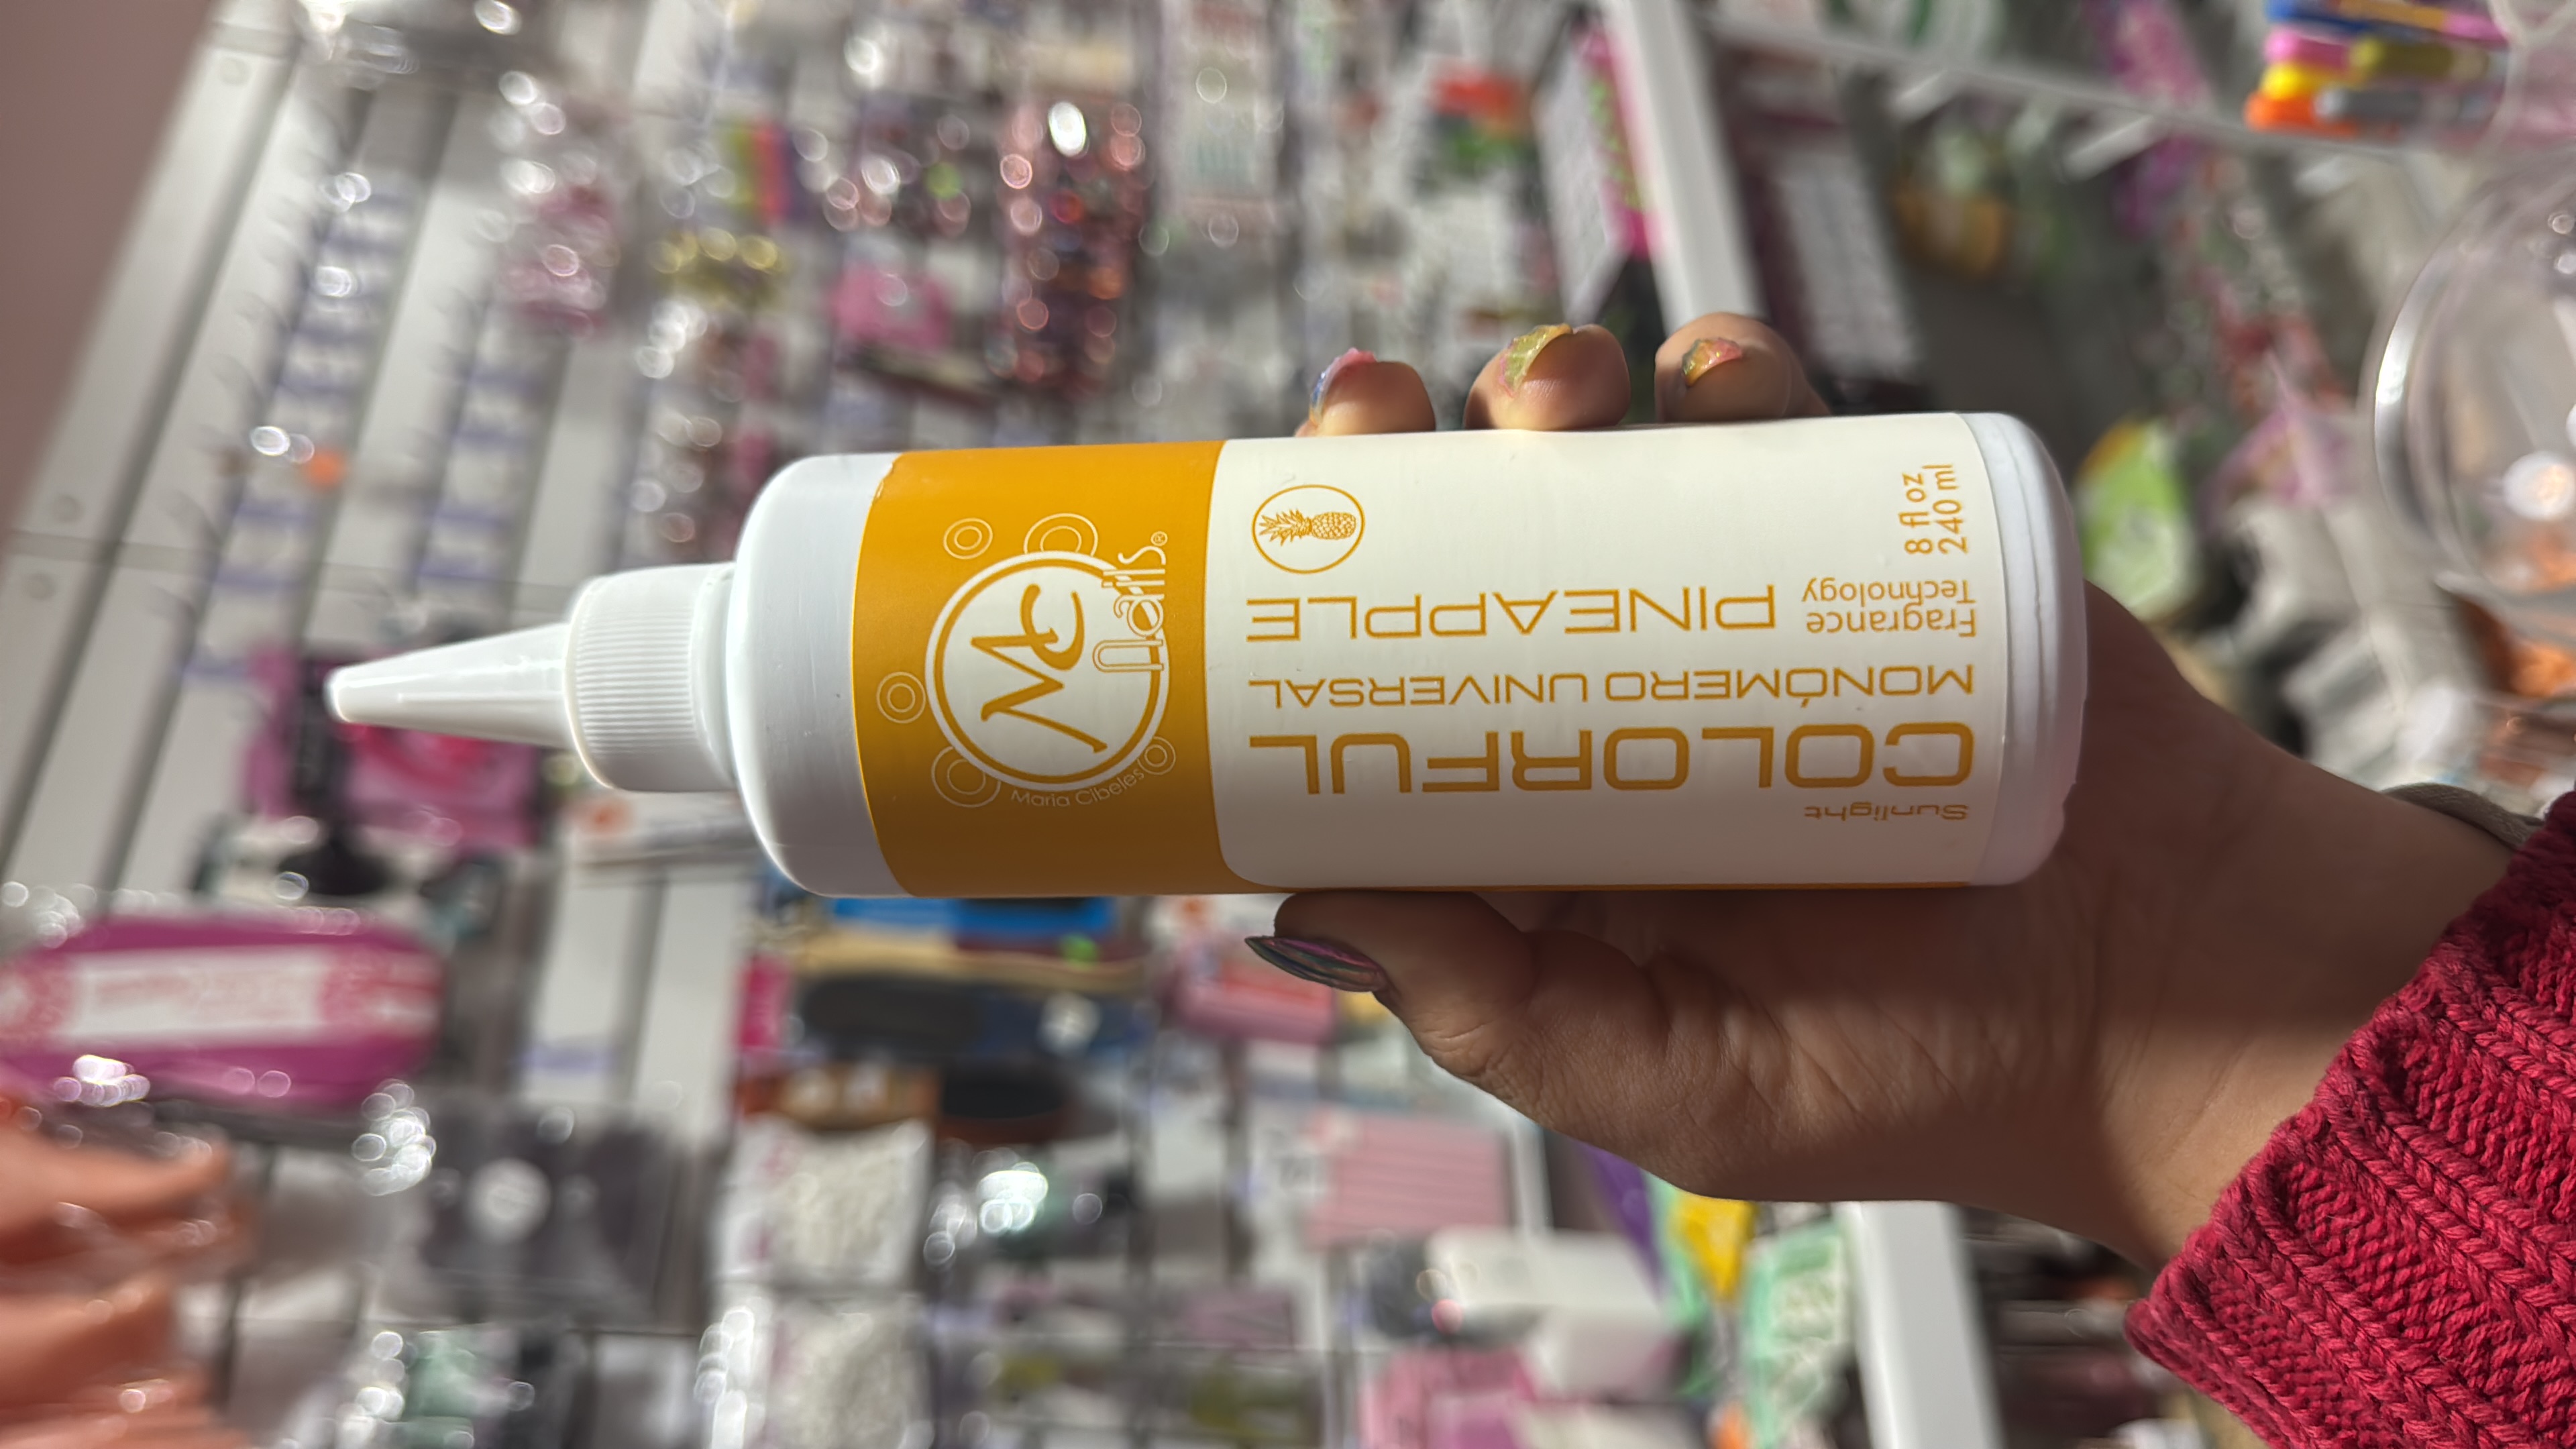 Mc
nails®
María Cibeles
Sunlight
COLORFUL
MONÓMERO UNIVERSAL
PINEAPPLE
Fragrance
Technology
8 fl oz
240 ml